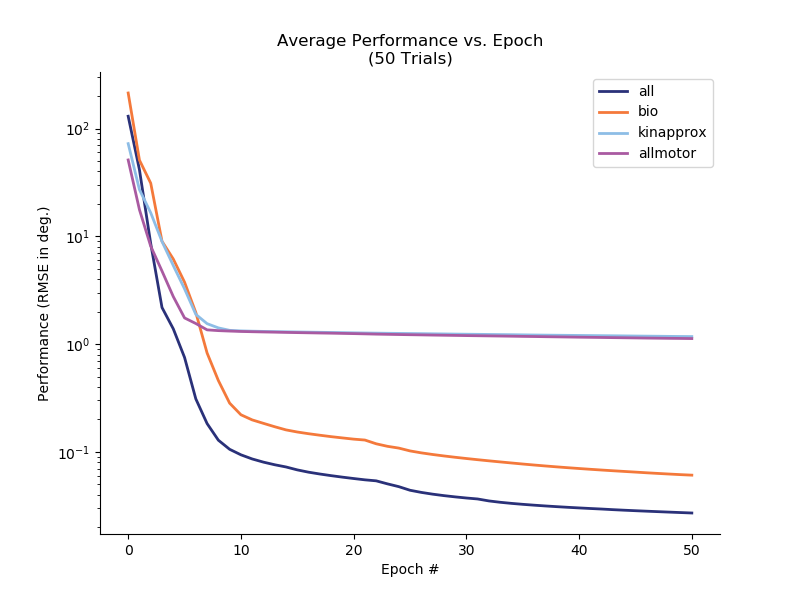 Average Performance vs. Epoch
(50 Trials)
all
bio
kinapprox
allmotor
Performance (RMSE in deg.)
10²
10¹
10⁰
10⁻¹
0 10 20 30 40 50
Epoch #